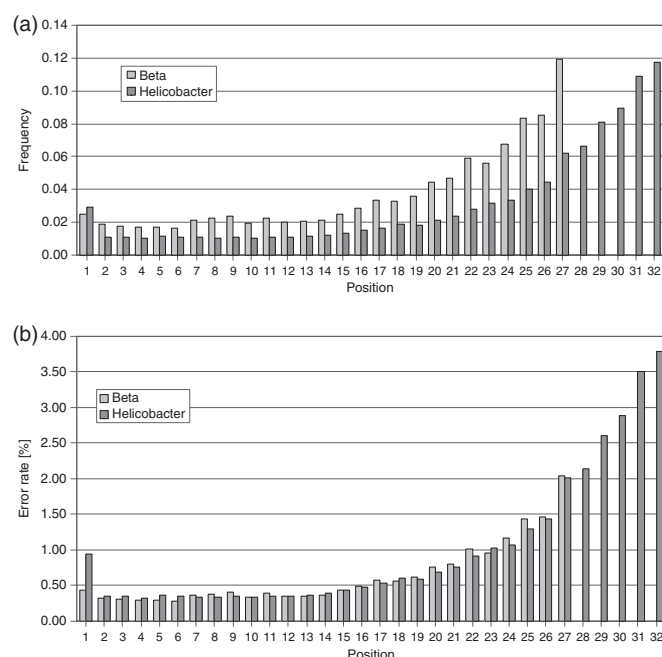 (a)
0.14
0.12
0.10
0.08
0.06
0.04
0.02
0.00
Frequency
Beta
Helicobacter
1 2 3 4 5 6 7 8 9 10 11 12 13 14 15 16 17 18 19 20 21 22 23 24 25 26 27 28 29 30 31 32
Position
(b)
4.00
3.50
3.00
2.50
2.00
1.50
1.00
0.50
0.00
Error rate [%]
Beta
Helicobacter
1 2 3 4 5 6 7 8 9 10 11 12 13 14 15 16 17 18 19 20 21 22 23 24 25 26 27 28 29 30 31 32
Position